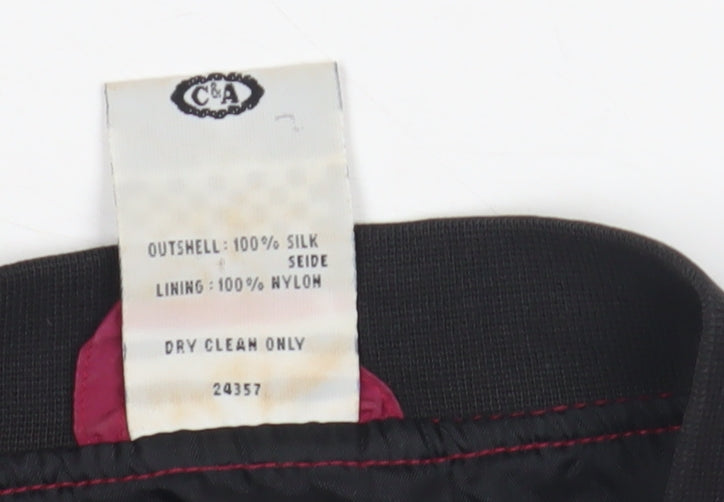 C&A
OUTSHELL: 100% SILK
SEIDE
LINING: 100% NYLON
DRY CLEAN ONLY
24357